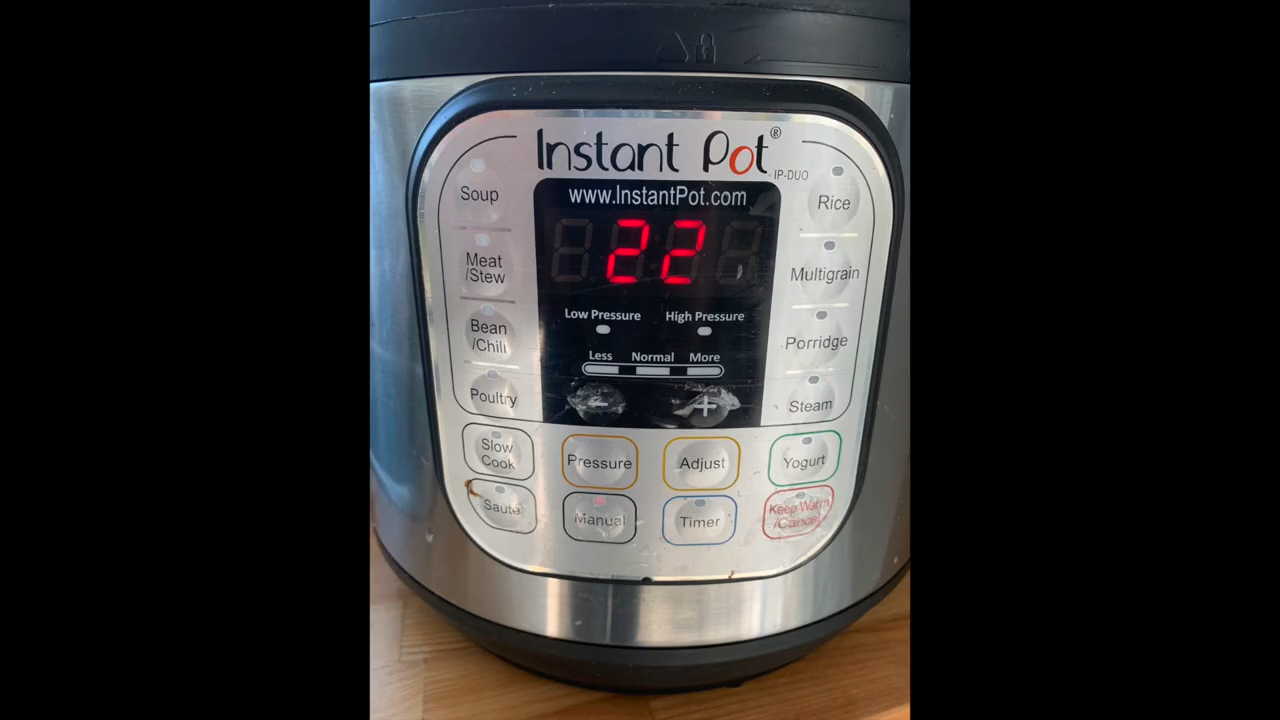 Instant Pot®
IP-DUO
www.InstantPot.com
22
Low Pressure
High Pressure
Less Normal More
- +
Soup
Meat
/Stew
Bean
/Chili
Poultry
Rice
Multigrain
Porridge
Steam
Slow
Cook
Pressure
Adjust
Yogurt
Sauté
Manual
Timer
Keep Warm
/Cancel